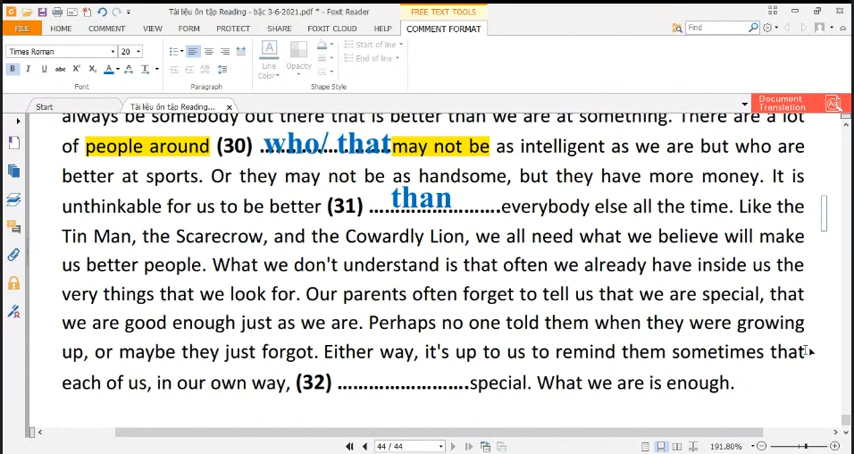 Tài liệu ôn tập Reading - bậc 3-6-2021.pdf * - Foxit Reader
FREE TEXT TOOLS
FILE HOME COMMENT VIEW FORM PROTECT SHARE FOXIT CLOUD HELP COMMENT FORMAT Find
Times Roman 20 Start of line
B I U abc X² X₂ A A T Line Color Opacity End of line
Font Paragraph Shape Style
Start Tài liệu ôn tập Reading... Document Translation
always be somebody out there that is better than we are at something. There are a lot
of people around (30) ........who/ that may not be as intelligent as we are but who are
better at sports. Or they may not be as handsome, but they have more money. It is
than
unthinkable for us to be better (31) ..........................everybody else all the time. Like the
Tin Man, the Scarecrow, and the Cowardly Lion, we all need what we believe will make
us better people. What we don't understand is that often we already have inside us the
very things that we look for. Our parents often forget to tell us that we are special, that
we are good enough just as we are. Perhaps no one told them when they were growing
up, or maybe they just forgot. Either way, it's up to us to remind them sometimes that
each of us, in our own way, (32) ..........................special. What we are is enough.
44 / 44 191.80%